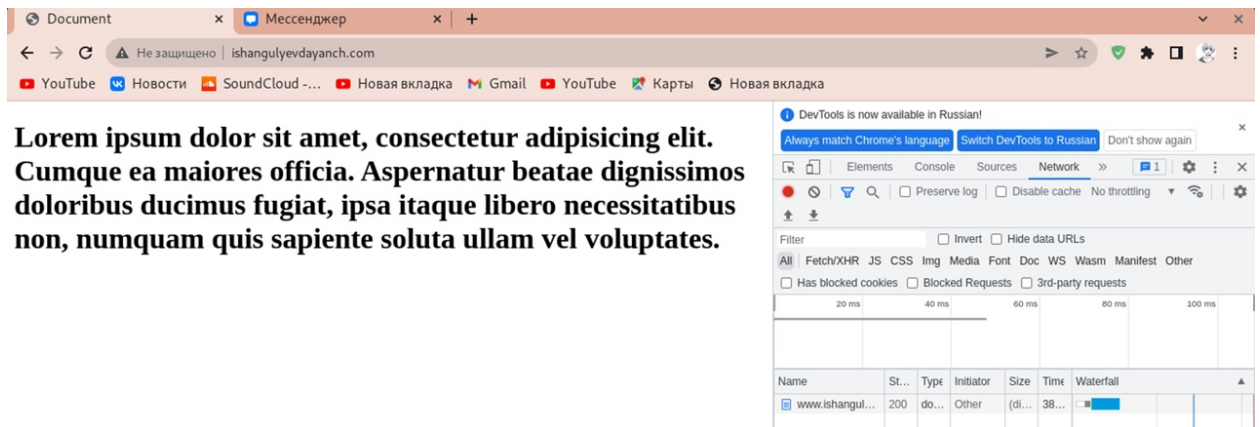 Document
Мессенджер
Не защищено ishangulyevdayanch.com
YouTube Новости SoundCloud -... Новая вкладка Gmail YouTube Карты Новая вкладка
Lorem ipsum dolor sit amet, consectetur adipisicing elit.
Cumque ea maiores officia. Aspernatur beatae dignissimos
doloribus ducimus fugiat, ipsa itaque libero necessitatibus
non, numquam quis sapiente soluta ullam vel voluptates.
DevTools is now available in Russian!
Always match Chrome's language Switch DevTools to Russian Don't show again
Elements Console Sources Network » 1
Preserve log Disable cache No throttling
Filter Invert Hide data URLs
All Fetch/XHR JS CSS Img Media Font Doc WS Wasm Manifest Other
Has blocked cookies Blocked Requests 3rd-party requests
20 ms 40 ms 60 ms 80 ms 100 ms
Name St... Type Initiator Size Time Waterfall
www.ishangul... 200 do... Other (di... 38...